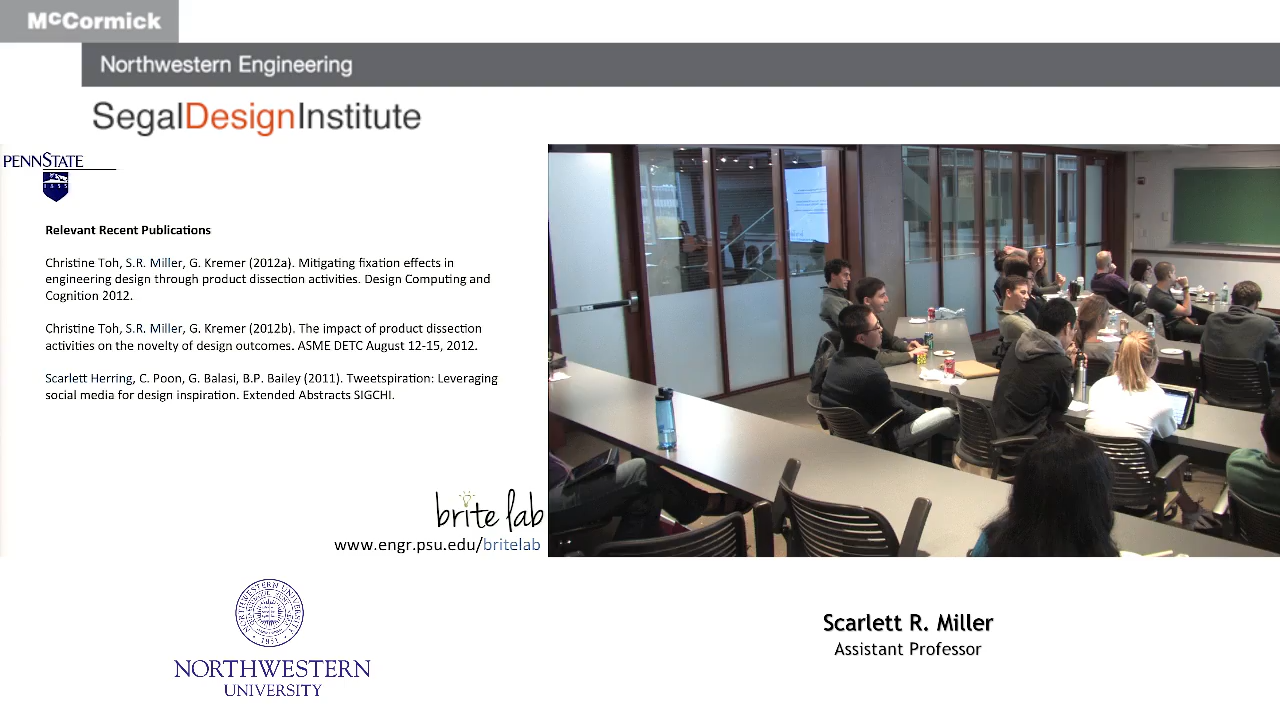 McCormick
Northwestern Engineering
SegalDesignInstitute
PENNSTATE
1855
Relevant Recent Publications
Christine Toh, S.R. Miller, G. Kremer (2012a). Mitigating fixation effects in
engineering design through product dissection activities. Design Computing and
Cognition 2012.
Christine Toh, S.R. Miller, G. Kremer (2012b). The impact of product dissection
activities on the novelty of design outcomes. ASME DETC August 12-15, 2012.
Scarlett Herring, C. Poon, G. Balasi, B.P. Bailey (2011). Tweetspiration: Leveraging
social media for design inspiration. Extended Abstracts SIGCHI.
brite lab
www.engr.psu.edu/britelab
NORTHWESTERN UNIVERSITY
1851
NORTHWESTERN
UNIVERSITY
Scarlett R. Miller
Assistant Professor